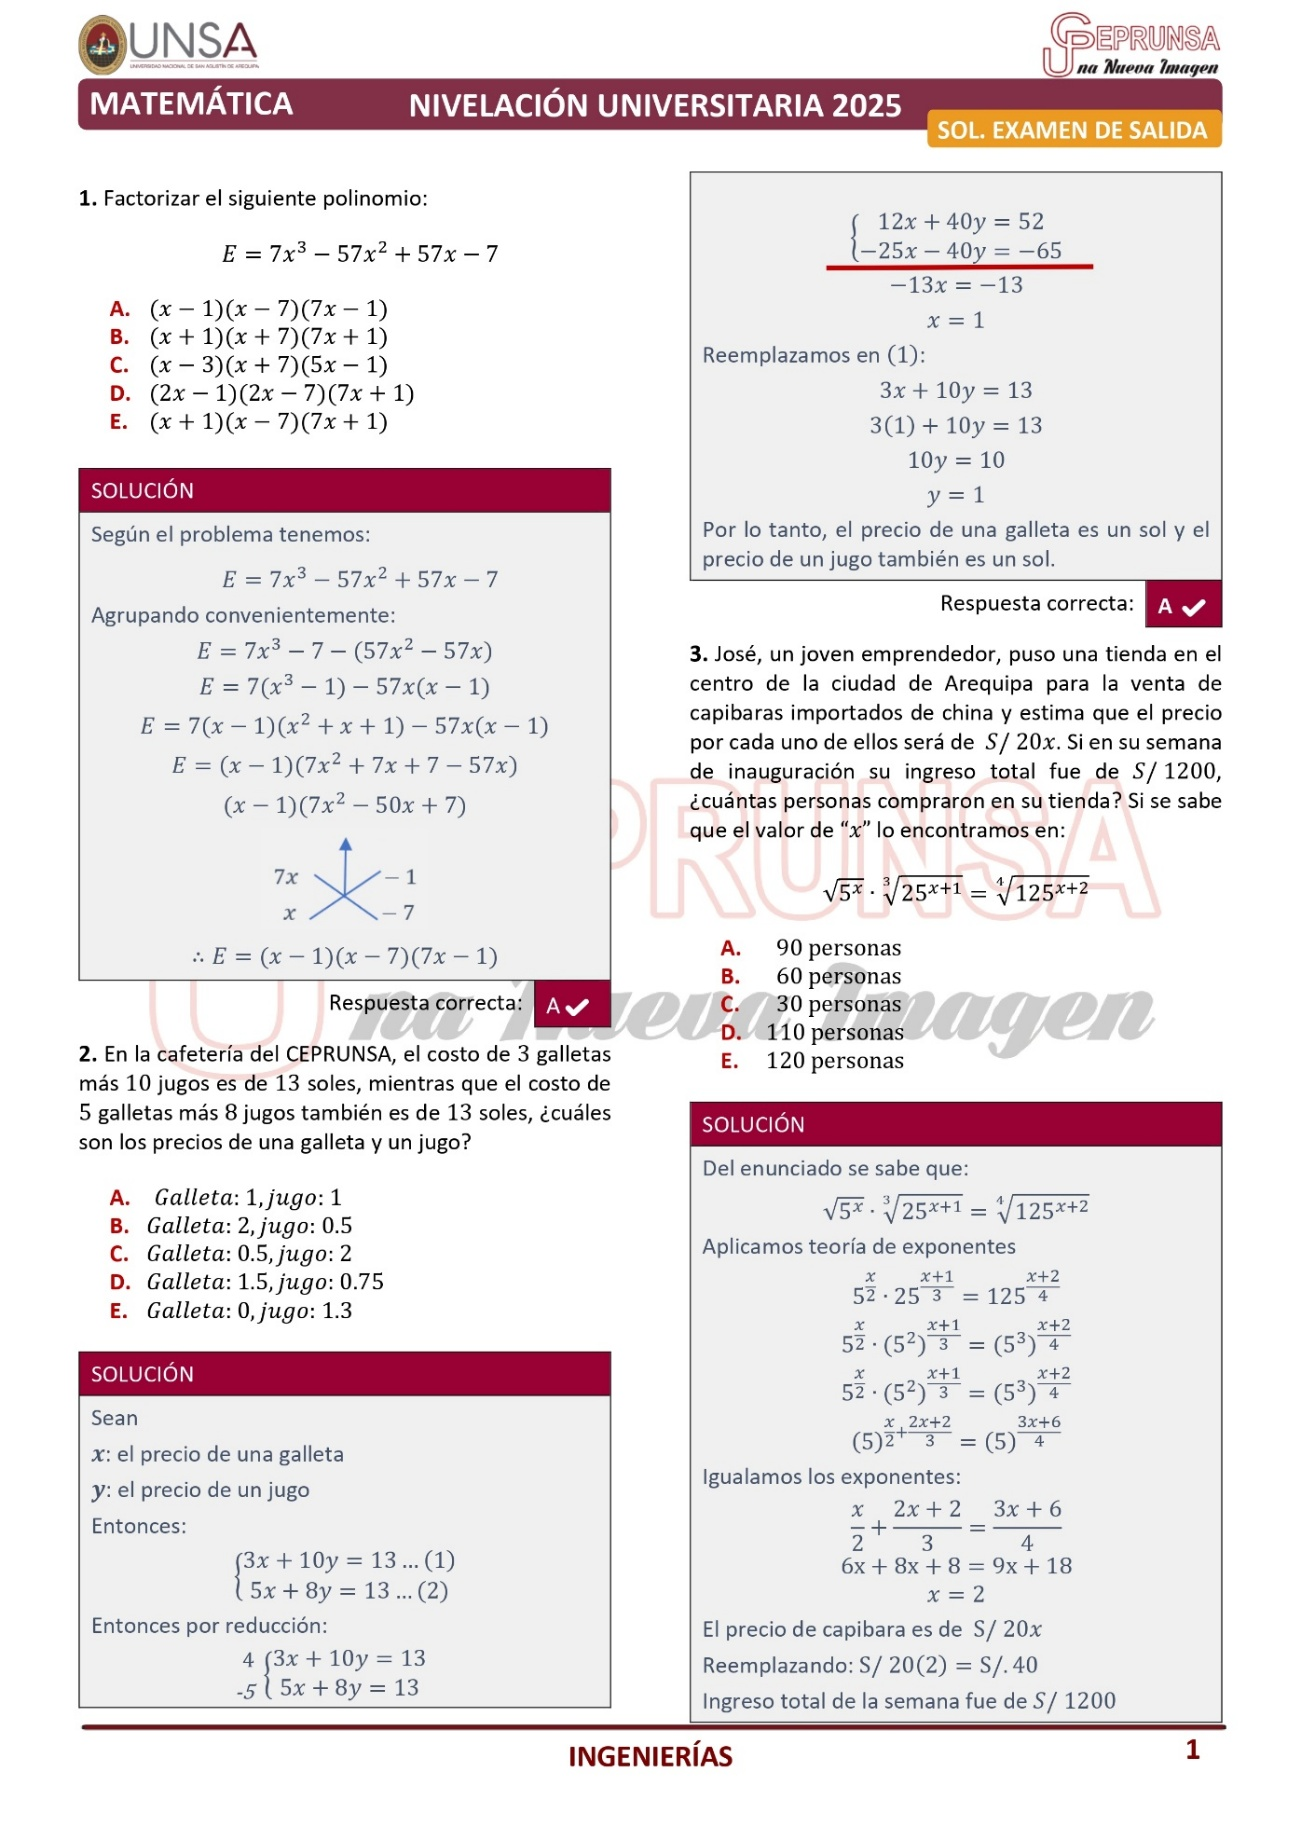 UNSA
UNIVERSIDAD NACIONAL DE SAN AGUSTÍN DE AREQUIPA
CEPRUNSA
Una Nueva Imagen
MATEMÁTICA
NIVELACIÓN UNIVERSITARIA 2025
SOL. EXAMEN DE SALIDA
1. Factorizar el siguiente polinomio:
E = 7x³ − 57x² + 57x − 7
A. (x − 1)(x − 7)(7x − 1)
B. (x + 1)(x + 7)(7x + 1)
C. (x − 3)(x + 7)(5x − 1)
D. (2x − 1)(2x − 7)(7x + 1)
E. (x + 1)(x − 7)(7x + 1)
SOLUCIÓN
Según el problema tenemos:
E = 7x³ − 57x² + 57x − 7
Agrupando convenientemente:
E = 7x³ − 7 − (57x² − 57x)
E = 7(x³ − 1) − 57x(x − 1)
E = 7(x − 1)(x² + x + 1) − 57x(x − 1)
E = (x − 1)(7x² + 7x + 7 − 57x)
(x − 1)(7x² − 50x + 7)
7x − 1
x − 7
∴ E = (x − 1)(x − 7)(7x − 1)
Respuesta correcta: A ✔
2. En la cafetería del CEPRUNSA, el costo de 3 galletas
más 10 jugos es de 13 soles, mientras que el costo de
5 galletas más 8 jugos también es de 13 soles, ¿cuáles
son los precios de una galleta y un jugo?
A. Galleta: 1, jugo: 1
B. Galleta: 2, jugo: 0.5
C. Galleta: 0.5, jugo: 2
D. Galleta: 1.5, jugo: 0.75
E. Galleta: 0, jugo: 1.3
SOLUCIÓN
Sean
x: el precio de una galleta
y: el precio de un jugo
Entonces:
{3x + 10y = 13 … (1)
5x + 8y = 13 … (2)
Entonces por reducción:
4 {3x + 10y = 13
-5 { 5x + 8y = 13
{ 12x + 40y = 52
−25x − 40y = −65
−13x = −13
x = 1
Reemplazamos en (1):
3x + 10y = 13
3(1) + 10y = 13
10y = 10
y = 1
Por lo tanto, el precio de una galleta es un sol y el
precio de un jugo también es un sol.
Respuesta correcta: A ✔
3. José, un joven emprendedor, puso una tienda en el
centro de la ciudad de Arequipa para la venta de
capibaras importados de china y estima que el precio
por cada uno de ellos será de S/ 20x. Si en su semana
de inauguración su ingreso total fue de S/ 1200,
¿cuántas personas compraron en su tienda? Si se sabe
que el valor de “x” lo encontramos en:
√(5^x) · ∛(25^(x+1)) = ∜(125^(x+2))
A. 90 personas
B. 60 personas
C. 30 personas
D. 110 personas
E. 120 personas
SOLUCIÓN
Del enunciado se sabe que:
√(5^x) · ∛(25^(x+1)) = ∜(125^(x+2))
Aplicamos teoría de exponentes
5^(x/2) · 25^((x+1)/3) = 125^((x+2)/4)
5^(x/2) · (5²)^((x+1)/3) = (5³)^((x+2)/4)
5^(x/2) · (5²)^((x+1)/3) = (5³)^((x+2)/4)
(5)^(x/2 + (2x+2)/3) = (5)^((3x+6)/4)
Igualamos los exponentes:
x/2 + (2x + 2)/3 = (3x + 6)/4
6x + 8x + 8 = 9x + 18
x = 2
El precio de capibara es de S/ 20x
Reemplazando: S/ 20(2) = S/. 40
Ingreso total de la semana fue de S/ 1200
INGENIERÍAS
1